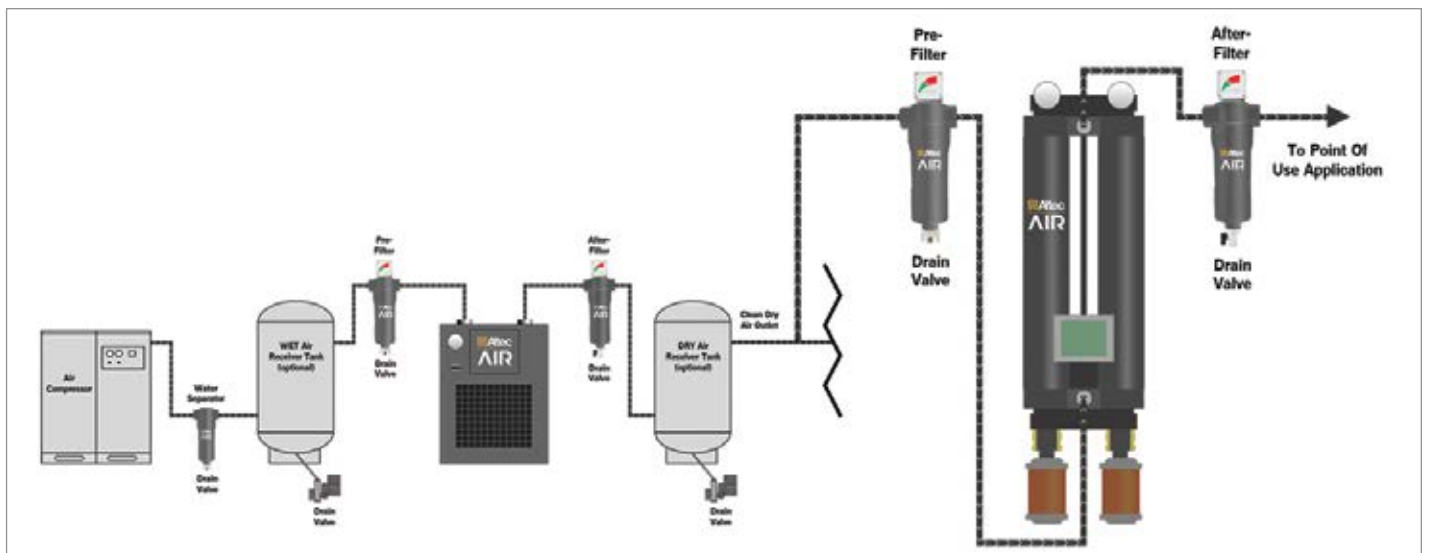 Air
Compressor
Water
Separator
Drain
Valve
WET Air
Receiver Tank
(optional)
Drain
Valve
Pre-
Filter
AIR
Drain
Valve
Altec
AIR
After-
Filter
AIR
Drain
Valve
DRY Air
Receiver Tank
(optional)
Drain
Valve
Clean Dry
Air Outlet
Pre-
Filter
Altec
AIR
Drain
Valve
Altec
AIR
After-
Filter
Altec
AIR
Drain
Valve
To Point Of
Use Application